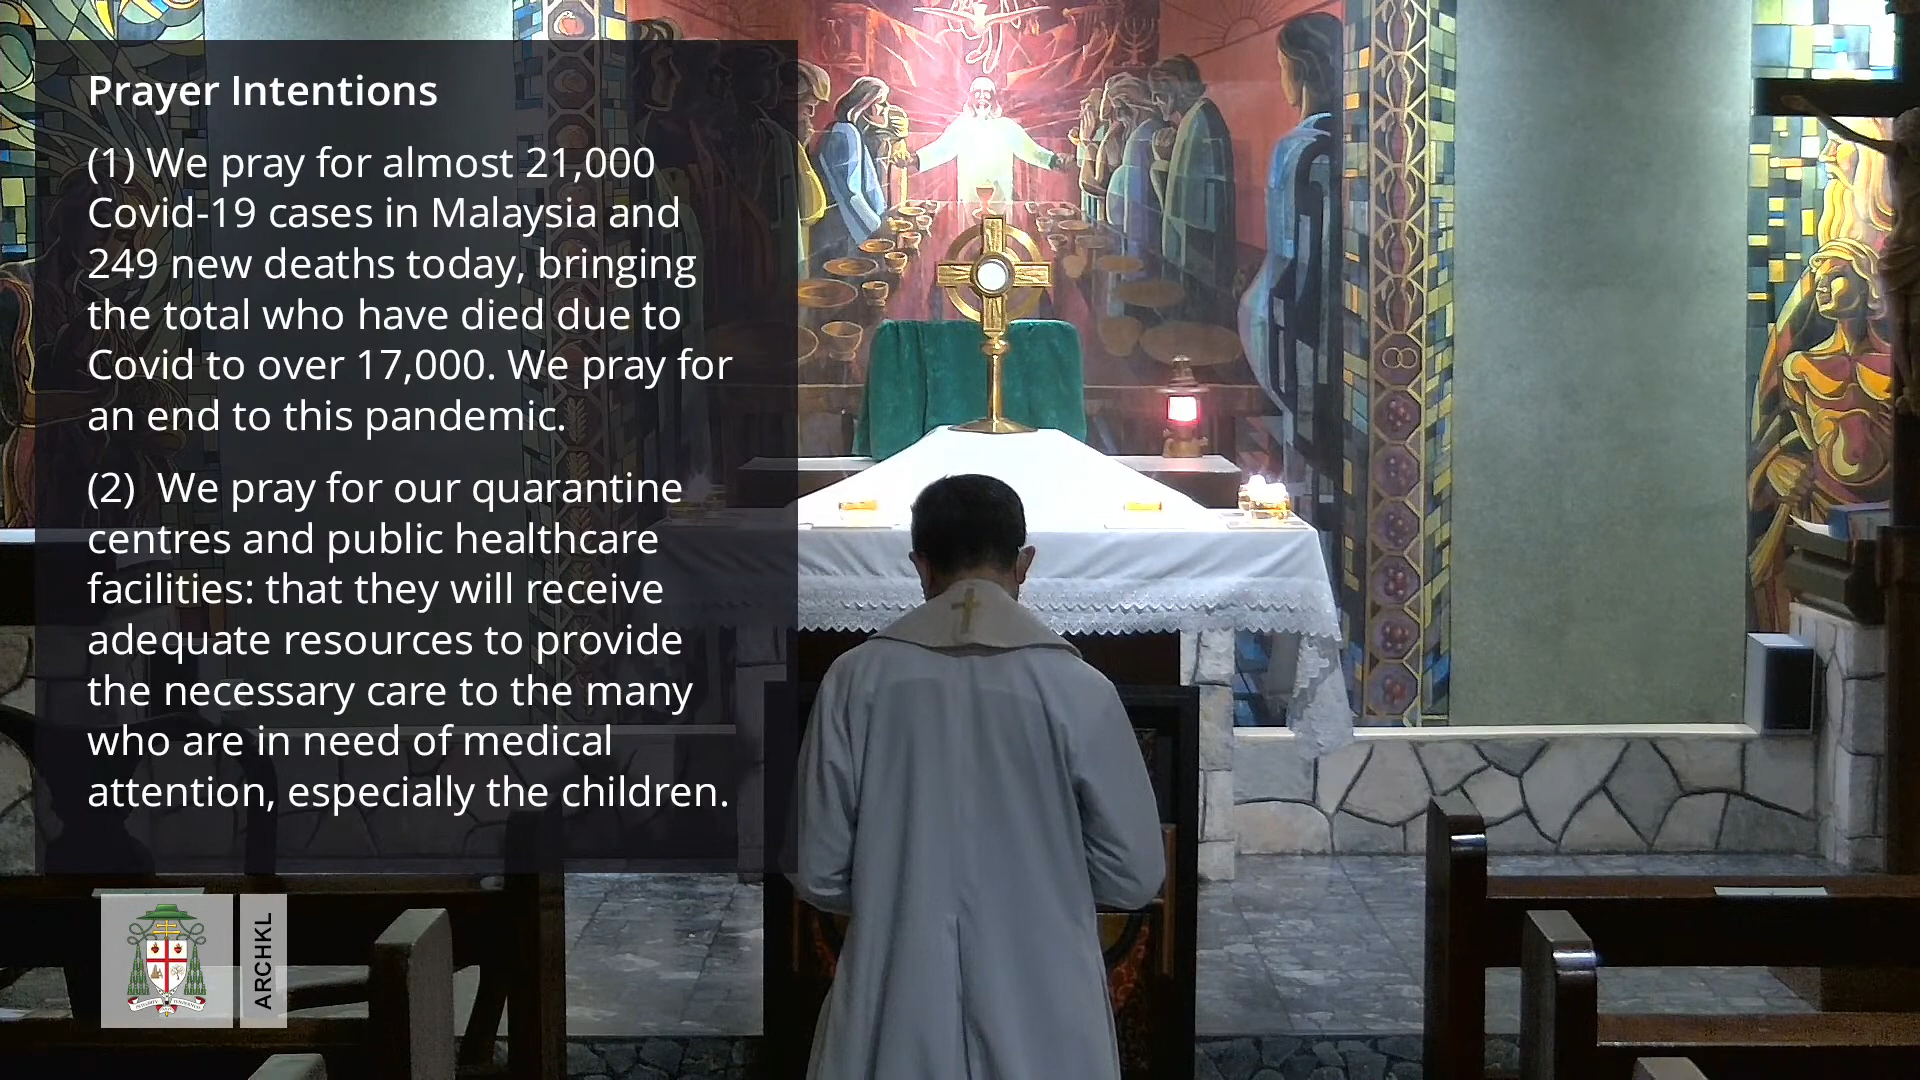 Prayer Intentions
(1) We pray for almost 21,000
Covid-19 cases in Malaysia and
249 new deaths today, bringing
the total who have died due to
Covid to over 17,000. We pray for
an end to this pandemic.
(2)  We pray for our quarantine
centres and public healthcare
facilities: that they will receive
adequate resources to provide
the necessary care to the many
who are in need of medical
attention, especially the children.
ARCHKL